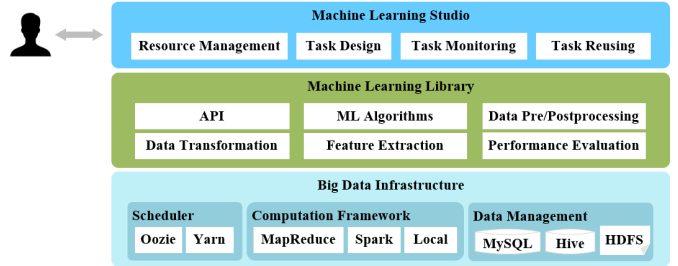 Machine Learning Studio
Resource Management Task Design Task Monitoring Task Reusing
Machine Learning Library
API ML Algorithms Data Pre/Postprocessing
Data Transformation Feature Extraction Performance Evaluation
Big Data Infrastructure
Scheduler Computation Framework Data Management
Oozie Yarn MapReduce Spark Local MySQL Hive HDFS